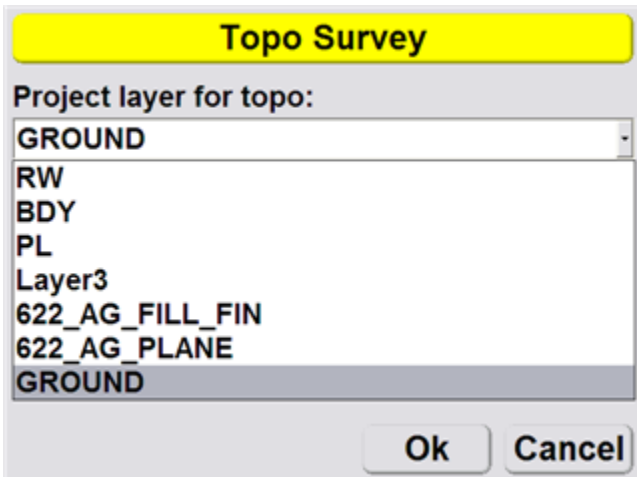 Topo Survey
Project layer for topo:
GROUND
RW
BDY
PL
Layer3
622_AG_FILL_FIN
622_AG_PLANE
GROUND
Ok Cancel